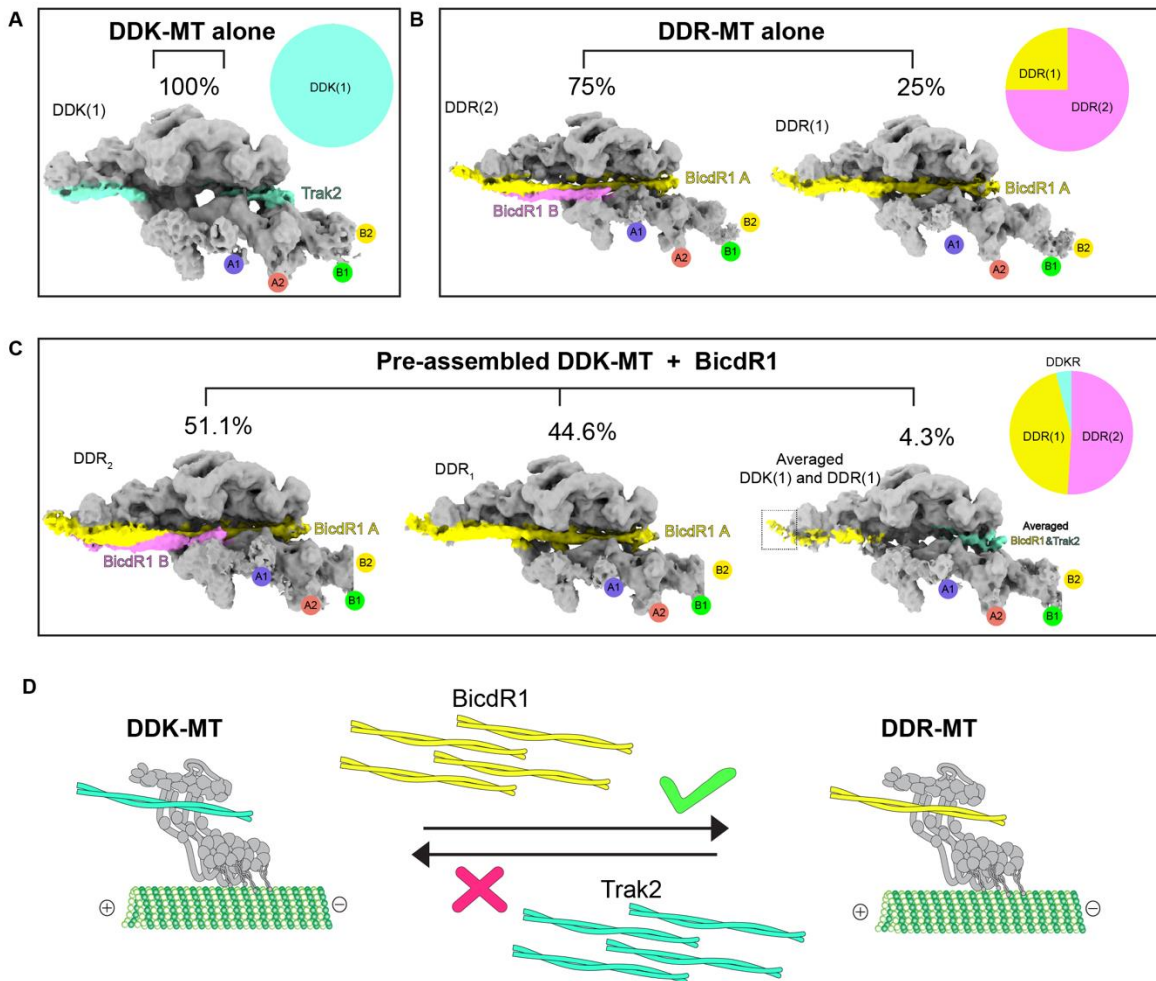 A
DDK-MT alone
100%
DDK(1)
DDK(1)
Trak2
A1
A2
B1
B2
B
DDR-MT alone
75%
25%
DDR(2)
DDR(1)
DDR(1)
DDR(2)
BicdR1 A
BicdR1 B
A1
A2
B1
B2
BicdR1 A
A1
A2
B1
B2
C
Pre-assembled DDK-MT + BicdR1
51.1%
44.6%
4.3%
DDKR
DDR(1)
DDR(2)
DDR₂
BicdR1 A
BicdR1 B
A1
A2
B1
B2
DDR₁
BicdR1 A
A1
A2
B1
B2
Averaged
DDK(1) and DDR(1)
Averaged
BicdR1&Trak2
A1
A2
B1
B2
D
DDK-MT
BicdR1
DDR-MT
+
−
Trak2
+
−